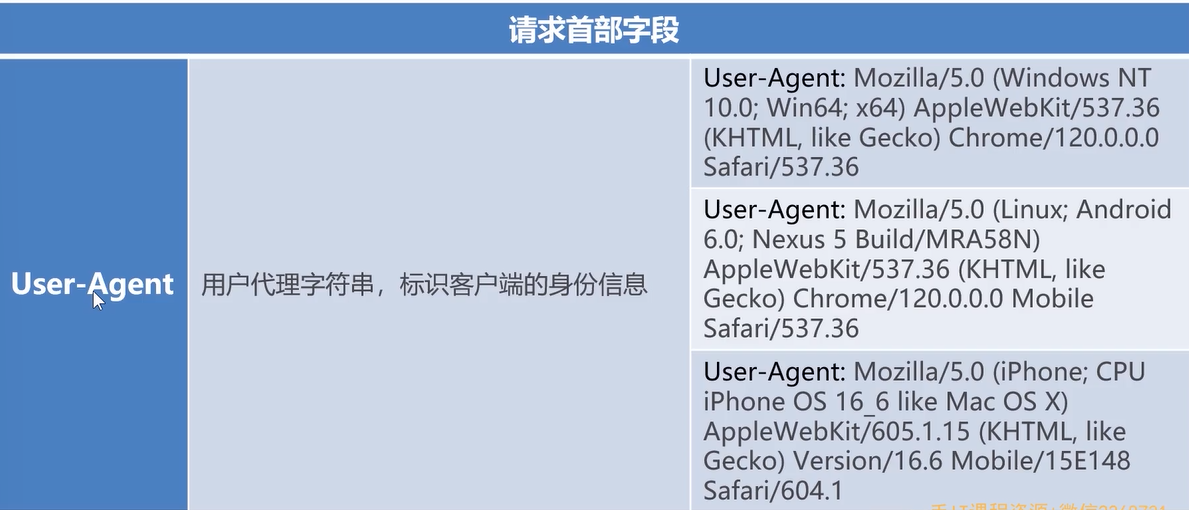 请求首部字段
User-Agent
用户代理字符串，标识客户端的身份信息
User-Agent: Mozilla/5.0 (Windows NT
10.0; Win64; x64) AppleWebKit/537.36
(KHTML, like Gecko) Chrome/120.0.0.0
Safari/537.36
User-Agent: Mozilla/5.0 (Linux; Android
6.0; Nexus 5 Build/MRA58N)
AppleWebKit/537.36 (KHTML, like
Gecko) Chrome/120.0.0.0 Mobile
Safari/537.36
User-Agent: Mozilla/5.0 (iPhone; CPU
iPhone OS 16_6 like Mac OS X)
AppleWebKit/605.1.15 (KHTML, like
Gecko) Version/16.6 Mobile/15E148
Safari/604.1